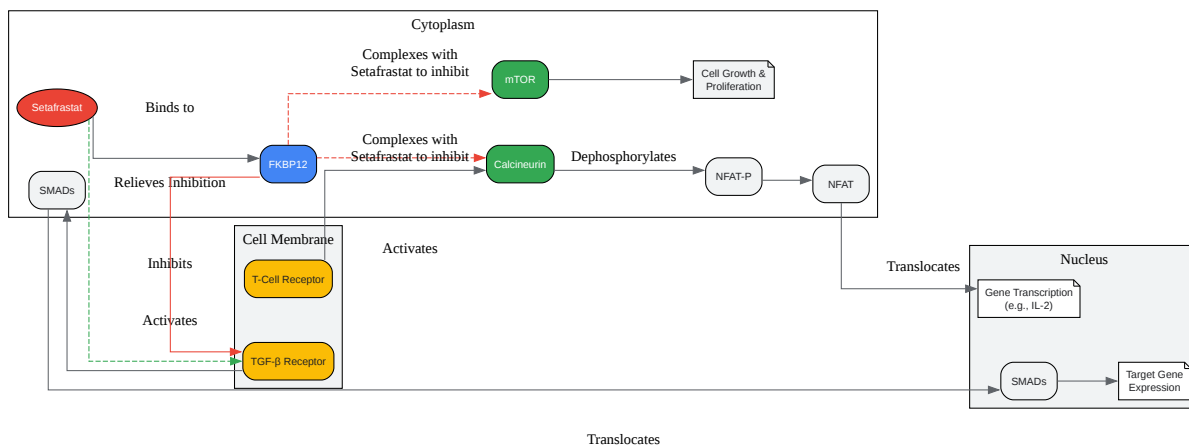 Cytoplasm
Complexes with
Setafrastat to inhibit
mTOR
Cell Growth &
Proliferation
Setafrastat
Binds to
FKBP12
Complexes with
Setafrastat to inhibit
Calcineurin
Dephosphorylates
NFAT-P
NFAT
SMADs
Relieves Inhibition
Cell Membrane
Activates
T-Cell Receptor
Inhibits
Activates
TGF-β Receptor
Translocates
Nucleus
Gene Transcription
(e.g., IL-2)
SMADs
Target Gene
Expression
Translocates